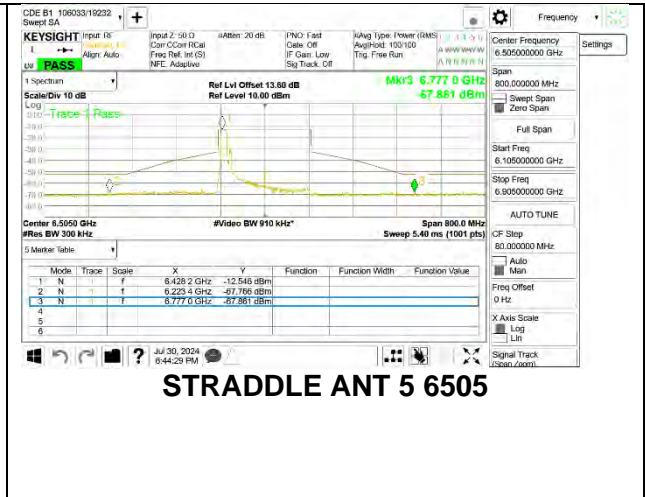 CDE B1 106033/19232
Swept SA
Frequency
Settings
KEYSIGHT
Input: RF
Align: Auto
Input Z: 50 Ω
Corr CCorr RCal
Freq Ref: Int (S)
NFE: Adaptive
#Atten: 20 dB
PNO: Fast
Gate: Off
IF Gain: Low
Sig Track: Off
#Avg Type: Power (RMS)
Avg|Hold: 100/100
Trig: Free Run
PASS
Center Frequency
6.505000000 GHz
Span
800.000000 MHz
Swept Span
Zero Span
Full Span
Start Freq
6.105000000 GHz
Stop Freq
6.905000000 GHz
AUTO TUNE
CF Step
80.000000 MHz
Auto
Man
Freq Offset
0 Hz
X Axis Scale
Log
Lin
Signal Track
(Span Zoom)
1 Spectrum
Scale/Div 10 dB
Log
Ref Lvl Offset 13.60 dB
Ref Level 10.00 dBm
Mkr3 6.777 0 GHz
-67.861 dBm
Trace 1 Pass
Center 6.5050 GHz
#Res BW 300 kHz
#Video BW 910 kHz*
Span 800.0 MHz
Sweep 5.40 ms (1001 pts)
5 Marker Table
Mode Trace Scale X Y Function Function Width Function Value
1 N 1 f 6.428 2 GHz -12.546 dBm
2 N 1 f 6.223 4 GHz -67.766 dBm
3 N 1 f 6.777 0 GHz -67.861 dBm
4
5
6
Jul 30, 2024
6:44:29 PM
STRADDLE ANT 5 6505